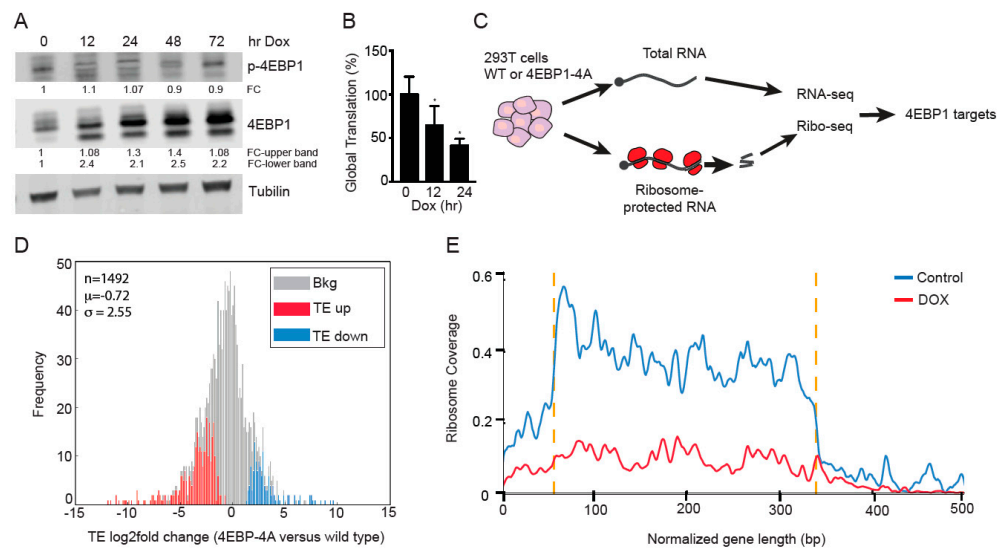 A
0 12 24 48 72 hr Dox
p-4EBP1
1 1.1 1.07 0.9 0.9 FC
4EBP1
1 1.08 1.3 1.4 1.08 FC-upper band
1 2.4 2.1 2.5 2.2 FC-lower band
Tubilin
B
Global Translation (%)
150
100
50
0
0 12 24
* *
Dox (hr)
C
293T cells
WT or 4EBP1-4A
Total RNA
Ribosome-
protected RNA
RNA-seq
Ribo-seq
4EBP1 targets
D
n=1492
μ=-0.72
σ = 2.55
Bkg
TE up
TE down
Frequency
50
40
30
20
10
0
-15 -10 -5 0 5 10 15
TE log2fold change (4EBP-4A versus wild type)
E
Control
DOX
Ribosome Coverage
0.6
0.4
0.2
0
0 100 200 300 400 500
Normalized gene length (bp)